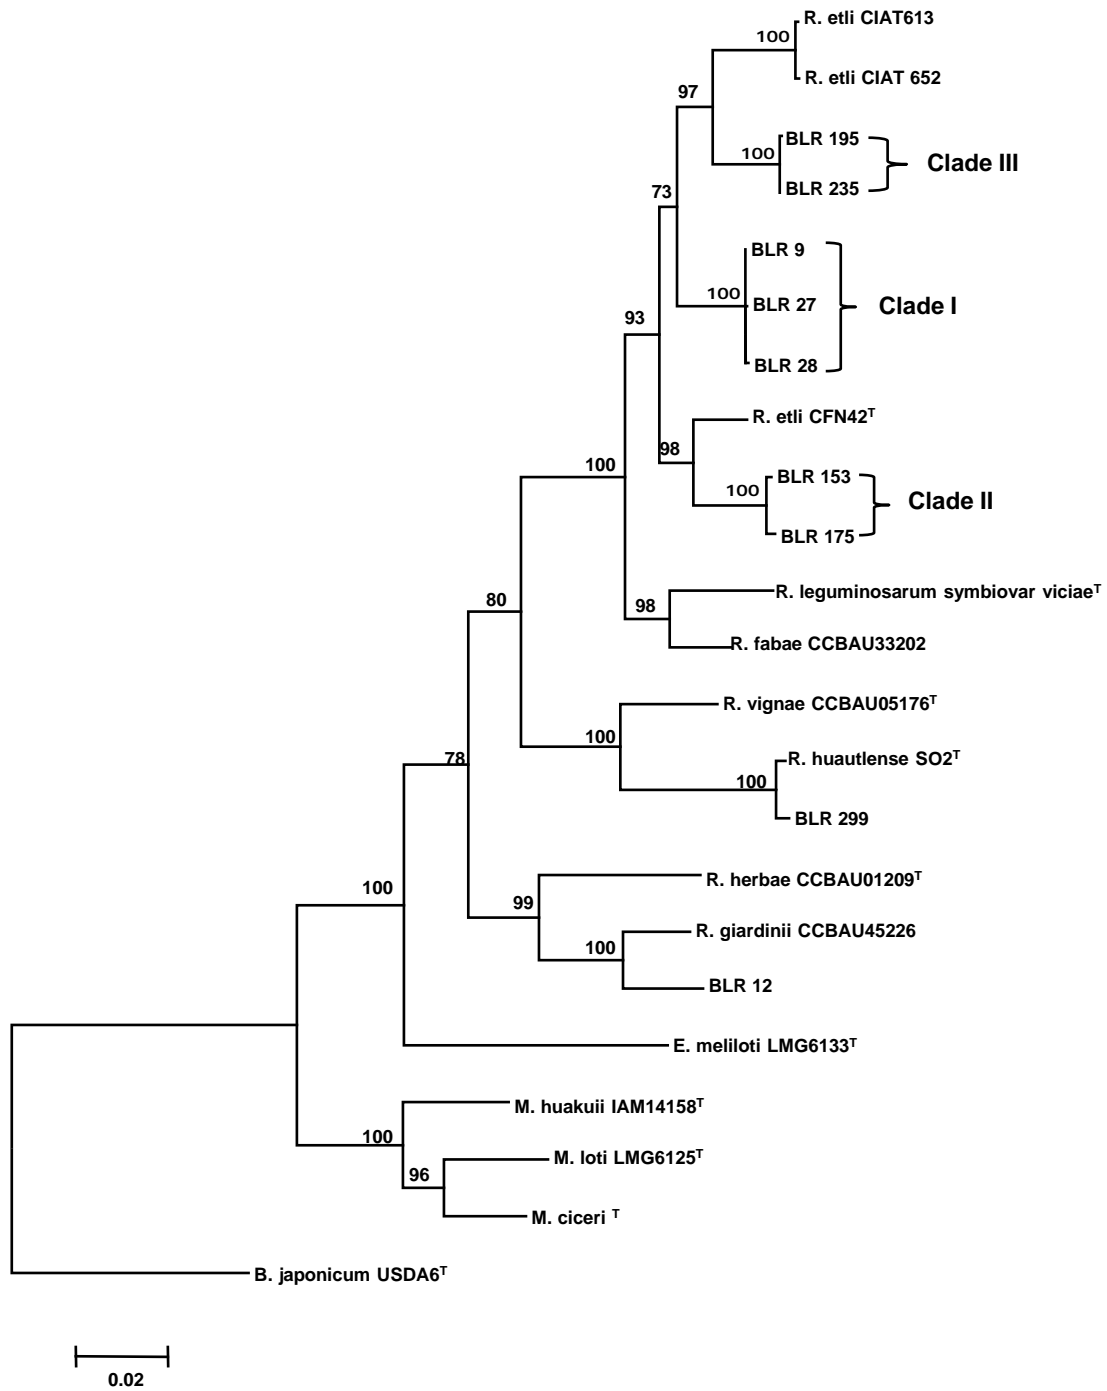 R. etli CIAT613
100
R. etli CIAT 652
97
BLR 195
100
Clade III
BLR 235
73
BLR 9
100
BLR 27
Clade I
93
BLR 28
R. etli CFN42T
98
100
BLR 153
100
Clade II
BLR 175
R. leguminosarum symbiovar viciaeT
80
98
R. fabae CCBAU33202
R. vignae CCBAU05176T
100
78
R. huautlense SO2T
100
BLR 299
R. herbae CCBAU01209T
100
99
R. giardinii CCBAU45226
100
BLR 12
E. meliloti LMG6133T
M. huakuii IAM14158T
100
M. loti LMG6125T
96
M. ciceri T
B. japonicum USDA6T
0.02